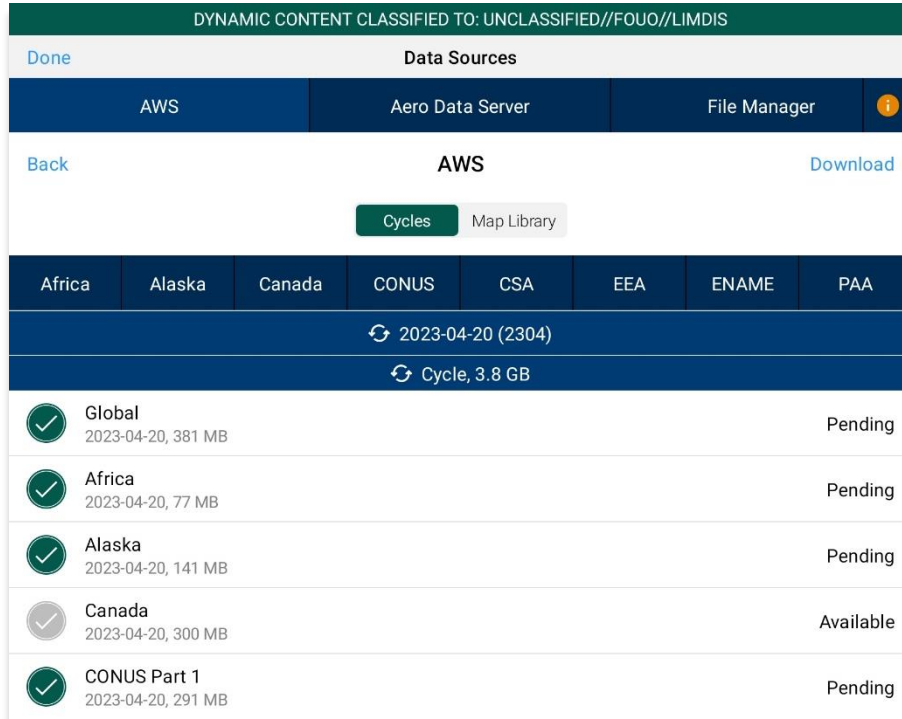 DYNAMIC CONTENT CLASSIFIED TO: UNCLASSIFIED//FOUO//LIMDIS
Done Data Sources
AWS Aero Data Server File Manager i
Back AWS Download
Cycles Map Library
Africa Alaska Canada CONUS CSA EEA ENAME PAA
2023-04-20 (2304)
Cycle, 3.8 GB
Global
2023-04-20, 381 MB
Pending
Africa
2023-04-20, 77 MB
Pending
Alaska
2023-04-20, 141 MB
Pending
Canada
2023-04-20, 300 MB
Available
CONUS Part 1
2023-04-20, 291 MB
Pending